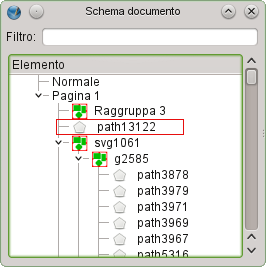 Schema documento
Filtro:
Elemento
Normale
Pagina 1
Raggruppa 3
path13122
svg1061
g2585
path3878
path3979
path3971
path3969
path3967
path5316